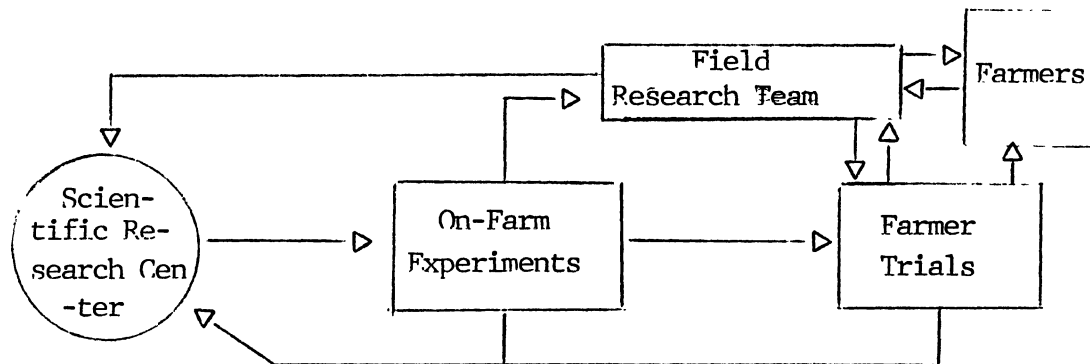 Field
Research Team
Farmers
Scien-
tific Re-
search Cen
-ter
On-Farm
Experiments
Farmer
Trials